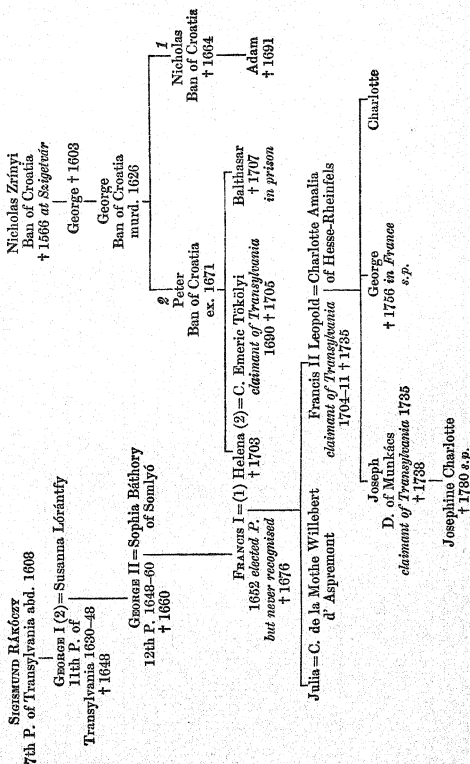 SIGISMUND RÁKÓCZY
7th P. of Transylvania abd. 1608
GEORGE I (2)=Susanna Lórántfy
11th P. of
Transylvania 1630–48
† 1648
GEORGE II=Sophia Báthory
12th P. 1648–60 of Somlyó
† 1660
Nicholas Zrínyi
Ban of Croatia
† 1566 at Szigetvár
George † 1603
George
Ban of Croatia
murd. 1626
2
Peter
Ban of Croatia
ex. 1671
1
Nicholas
Ban of Croatia
† 1664
Adam
† 1691
FRANCIS I=(1) Helena (2)=C. Emeric Tökölyi
1652 elected P. † 1703 claimant of Transylvania
but never recognised 1690 † 1705
† 1676
Balthasar
† 1707
in prison
Julia=C. de la Mothe Willebert
d' Aspremont
Francis II Leopold=Charlotte Amalia
claimant of Transylvania of Hesse-Rheinfels
1704–11 † 1735
Joseph
D. of Munkács
claimant of Transylvania 1735
† 1738
George
† 1756 in France
s.p.
Charlotte
Josephine Charlotte
† 1780 s.p.